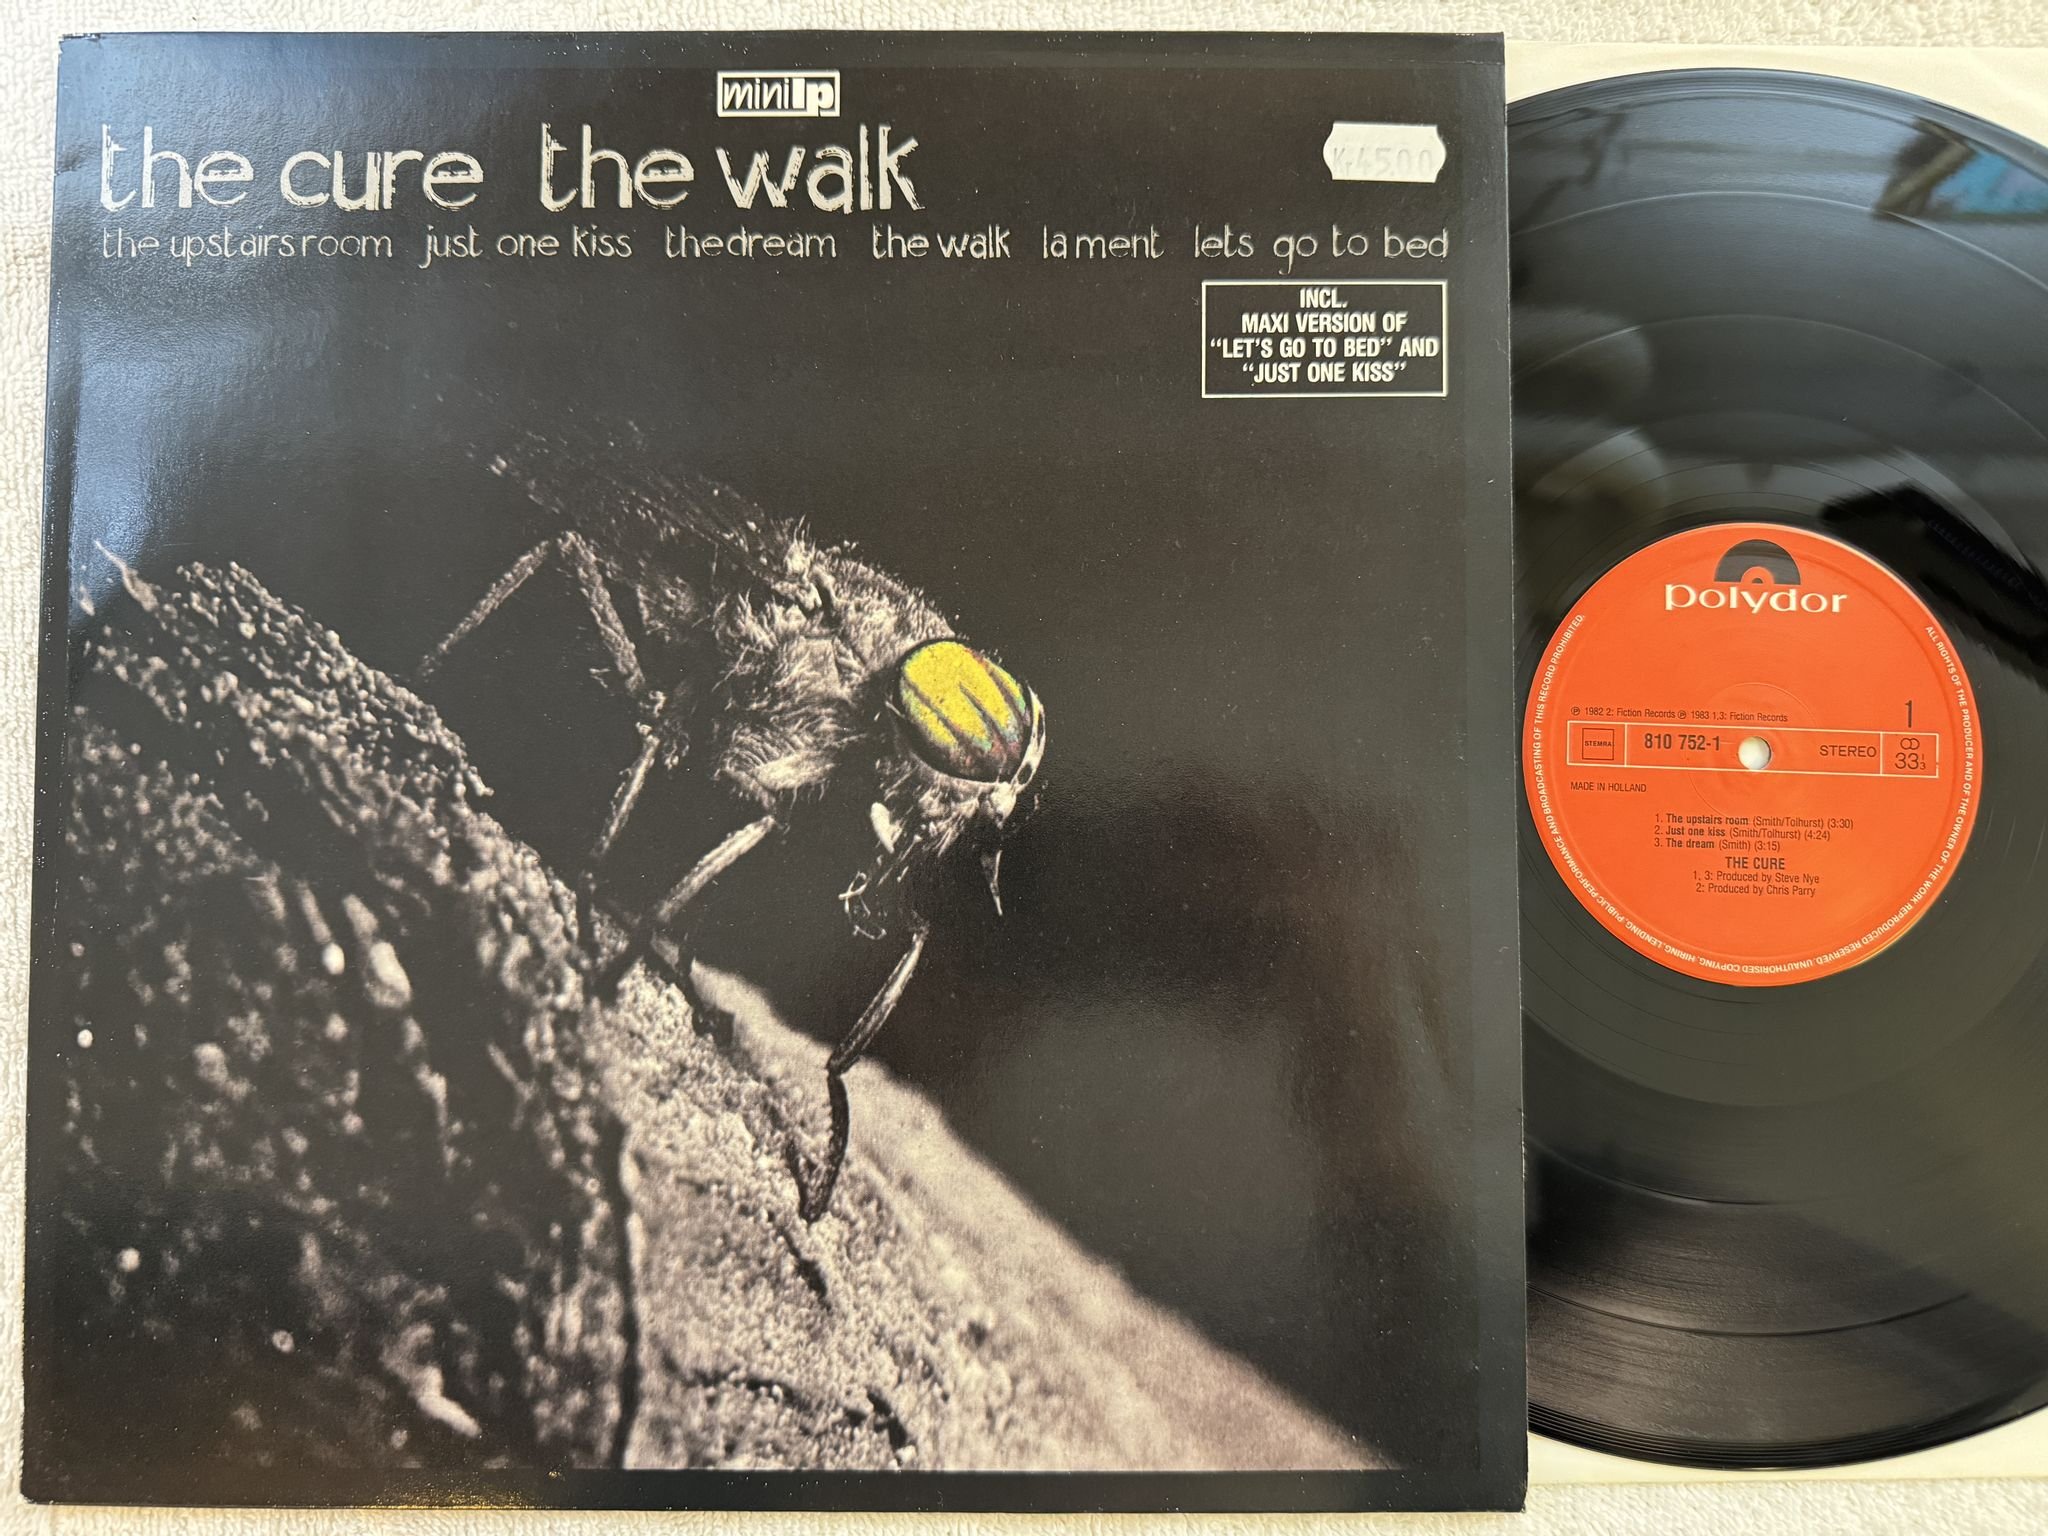 mini lp
the cure the walk
Kr 4500
the upstairs room just one kiss the dream the walk lament lets go to bed
INCL.
MAXI VERSION OF
"LET'S GO TO BED" AND
"JUST ONE KISS"
polydor
ALL RIGHTS OF THE PRODUCER AND OF THE OWNER OF THE WORK REPRODUCED RESERVED. UNAUTHORISED COPYING, HIRING, LENDING, PUBLIC PERFORMANCE AND BROADCASTING OF THIS RECORD PROHIBITED.
℗ 1982 2: Fiction Records ℗ 1983 1,3: Fiction Records
1
STEMRA
810 752-1
STEREO
33 1/3
MADE IN HOLLAND
1. The upstairs room (Smith/Tolhurst) (3:30)
2. Just one kiss (Smith/Tolhurst) (4:24)
3. The dream (Smith) (3:15)
THE CURE
1, 3: Produced by Steve Nye
2: Produced by Chris Parry